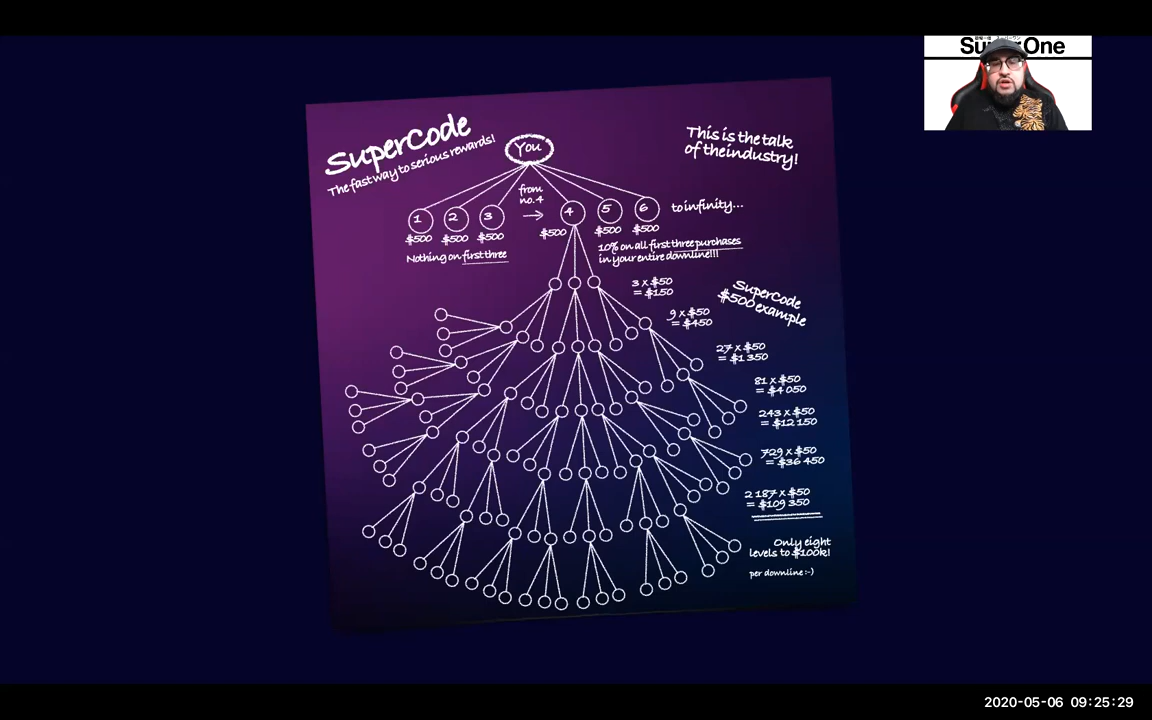 SuperOne
SuperCode
The fast way to serious rewards!
You
This is the talk
of the industry!
from
no. 4
1
2
3
4
5
6
to infinity...
$500
$500
$500
$500
$500
$500
Nothing on first three
10% on all first three purchases
in your entire downline!!!
3 x $50
= $150
SuperCode
$500 example
9 x $50
= $450
27 x $50
= $1 350
81 x $50
= $4 050
243 x $50
= $12 150
729 x $50
= $36 450
2 187 x $50
= $109 350
Only eight
levels to $100k!
per downline :-)
2020-05-06 09:25:29